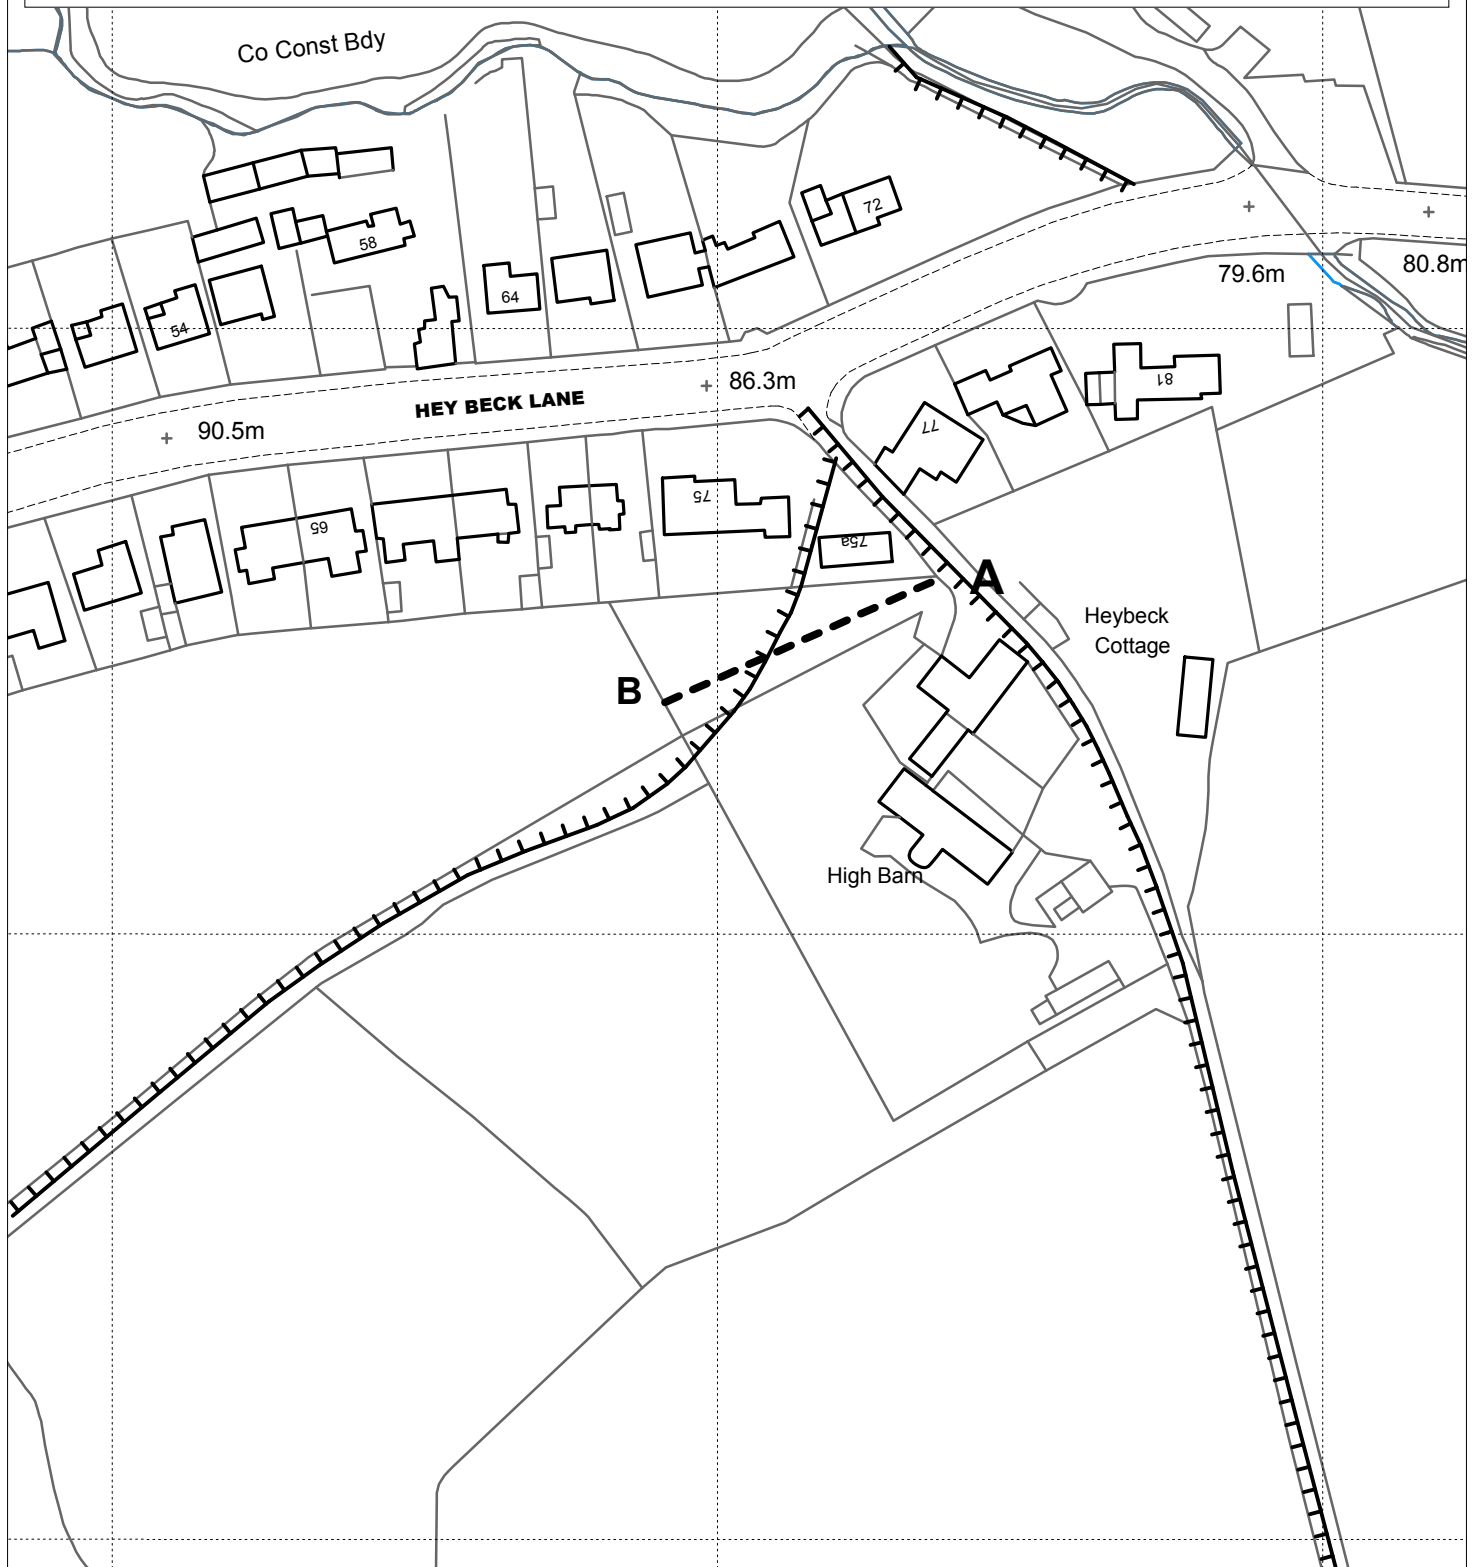 Co Const Bdy
72
58
79.6m
80.8m
64
54
86.3m
81
HEY BECK LANE
90.5m
77
75
65
75a
A
Heybeck
Cottage
B
High Barn